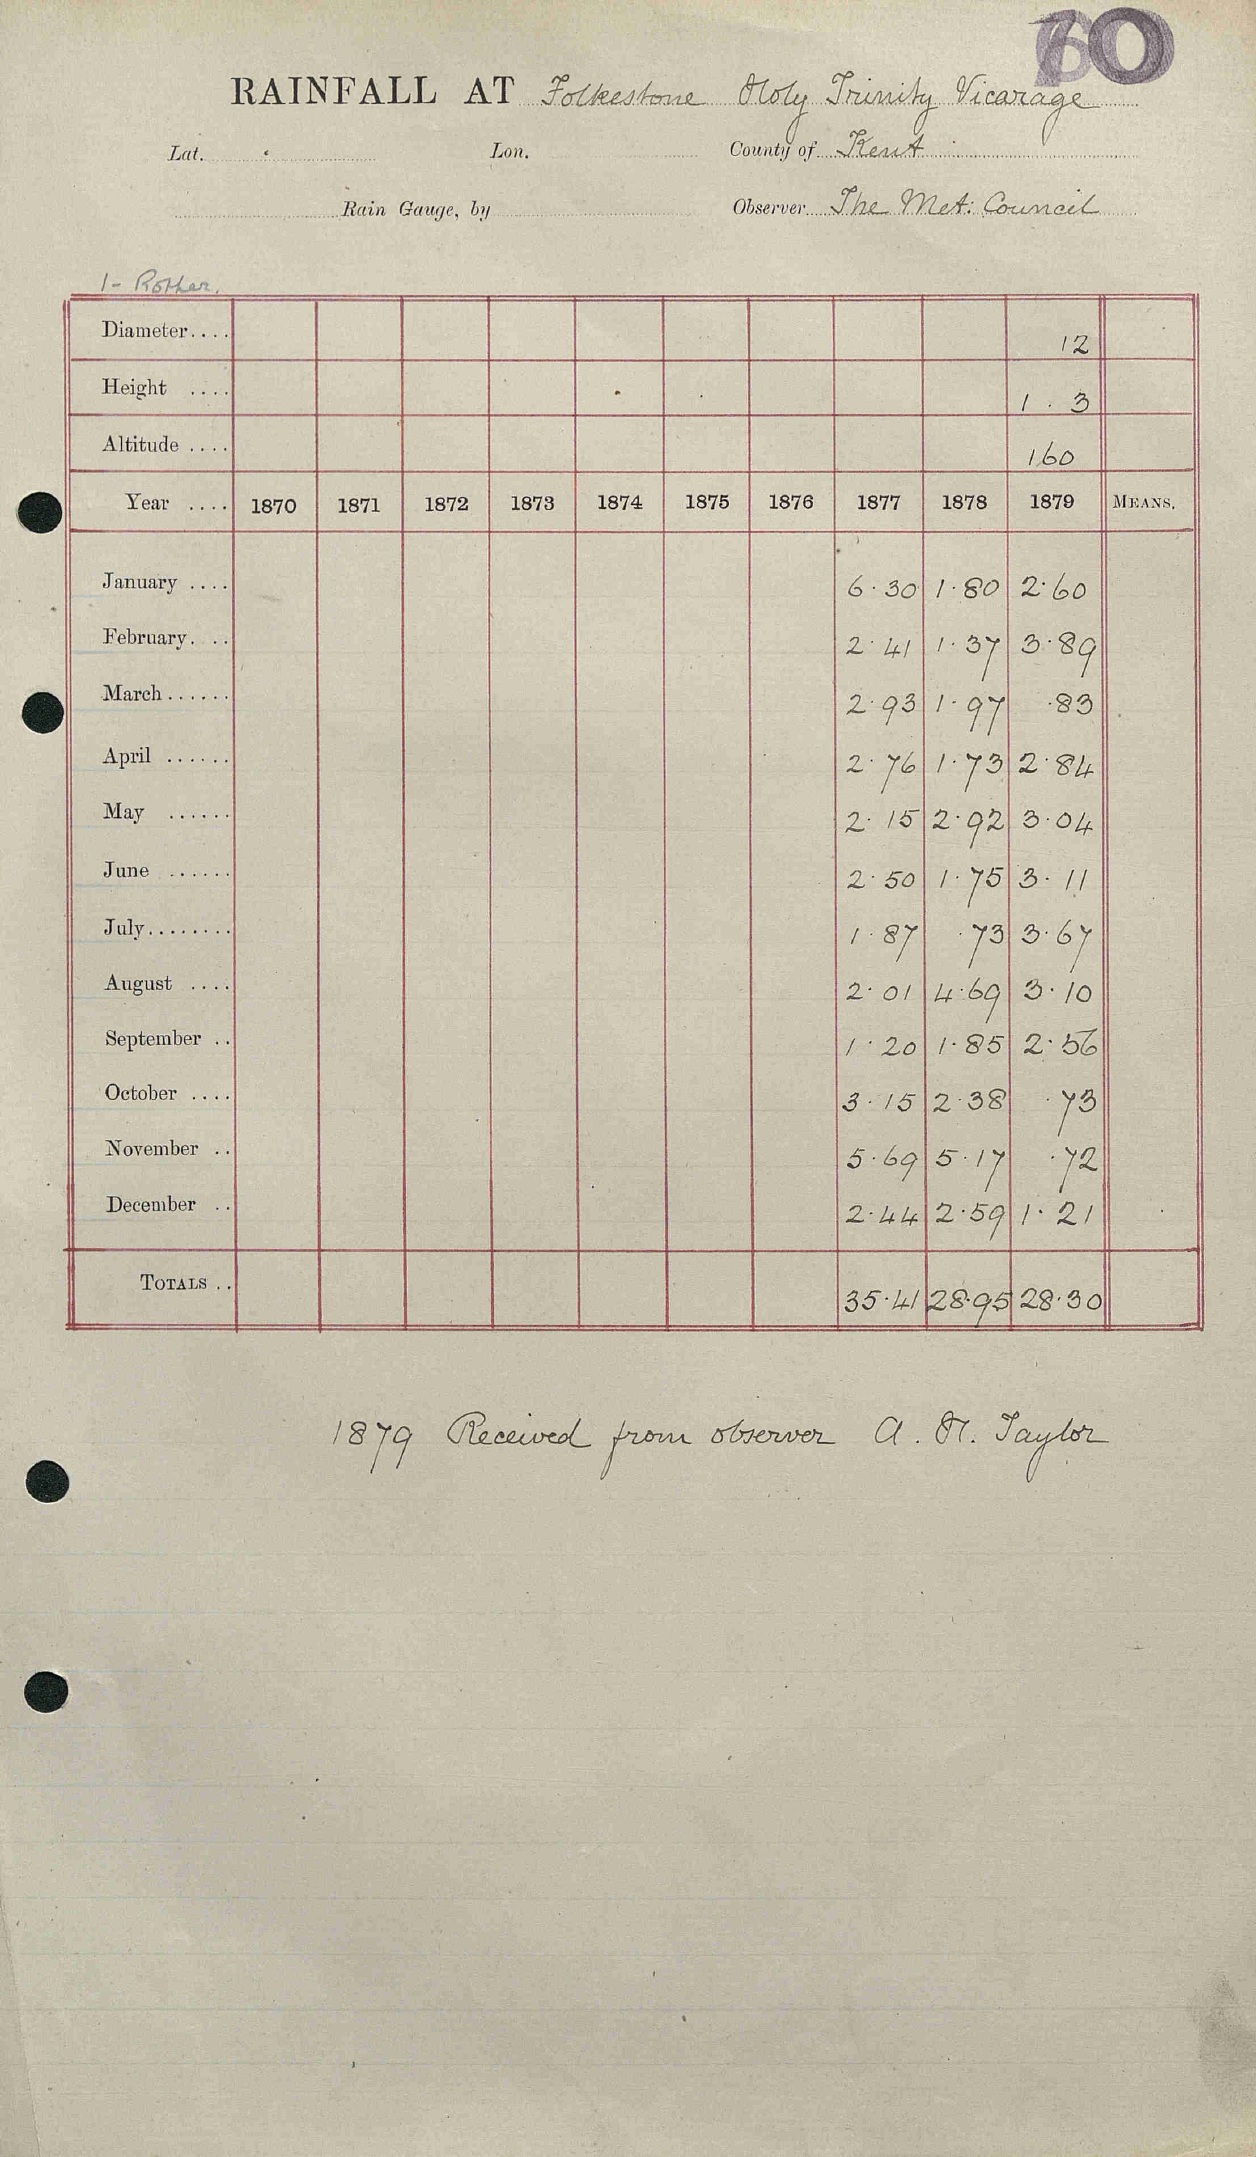 RAINFALL AT Folkestone Holy Trinity Vicarage
Lat. Lon. County of Kent
Rain Gauge, by Observer The Met: Council
1 - Rother.
Diameter.... 12
Height .... 1 . 3
Altitude .... 160
Year .... 1870 1871 1872 1873 1874 1875 1876 1877 1878 1879 MEANS.
January .... 6.30 1.80 2.60
February. .. 2.41 1.37 3.89
March...... 2.93 1.97 .83
April ...... 2.76 1.73 2.84
May ...... 2.15 2.92 3.04
June ...... 2.50 1.75 3.11
July........ 1.87 .73 3.67
August .... 2.01 4.69 3.10
September .. 1.20 1.85 2.56
October .... 3.15 2.38 .73
November .. 5.69 5.17 .72
December .. 2.44 2.59 1.21
TOTALS .. 35.41 28.95 28.30
1879 Received from observer A. H. Taylor